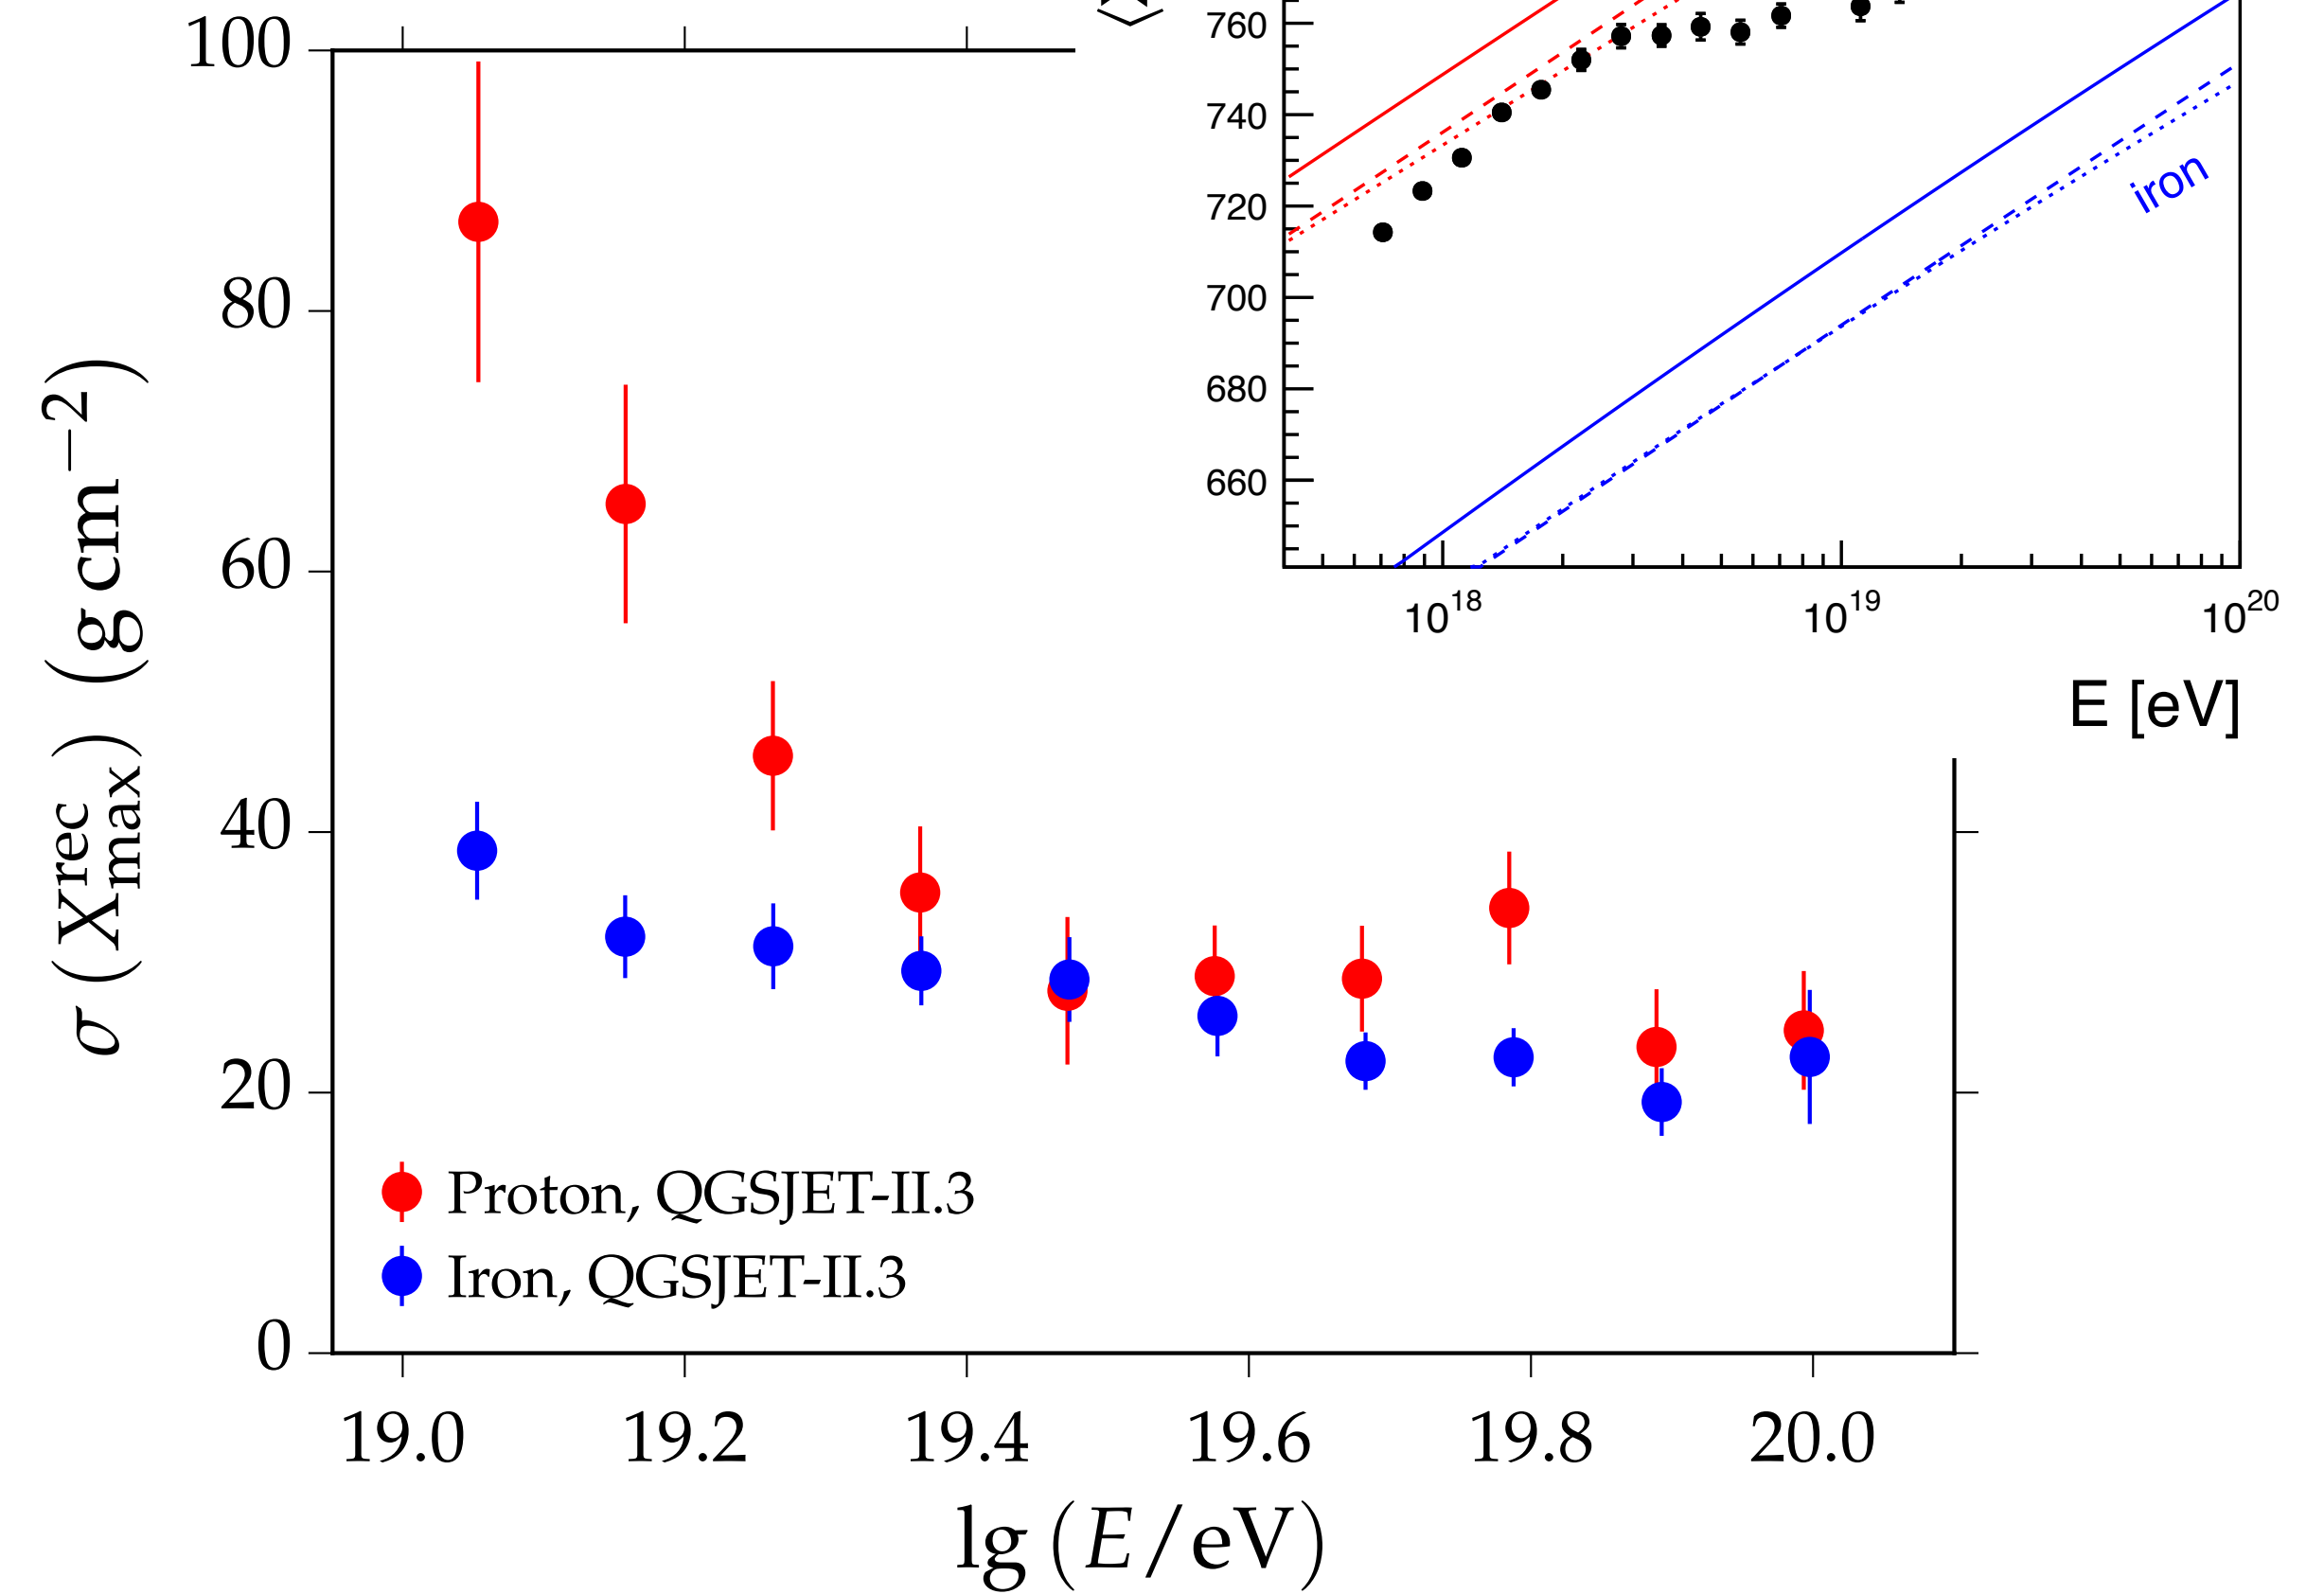 100
80
60
40
20
0
σ (X^rec_max) (g cm^−2)
Proton, QGSJET-II.3
Iron, QGSJET-II.3
19.0 19.2 19.4 19.6 19.8 20.0
lg (E/eV)
760
740
720
700
680
660
iron
10^18 10^19 10^20
E [eV]